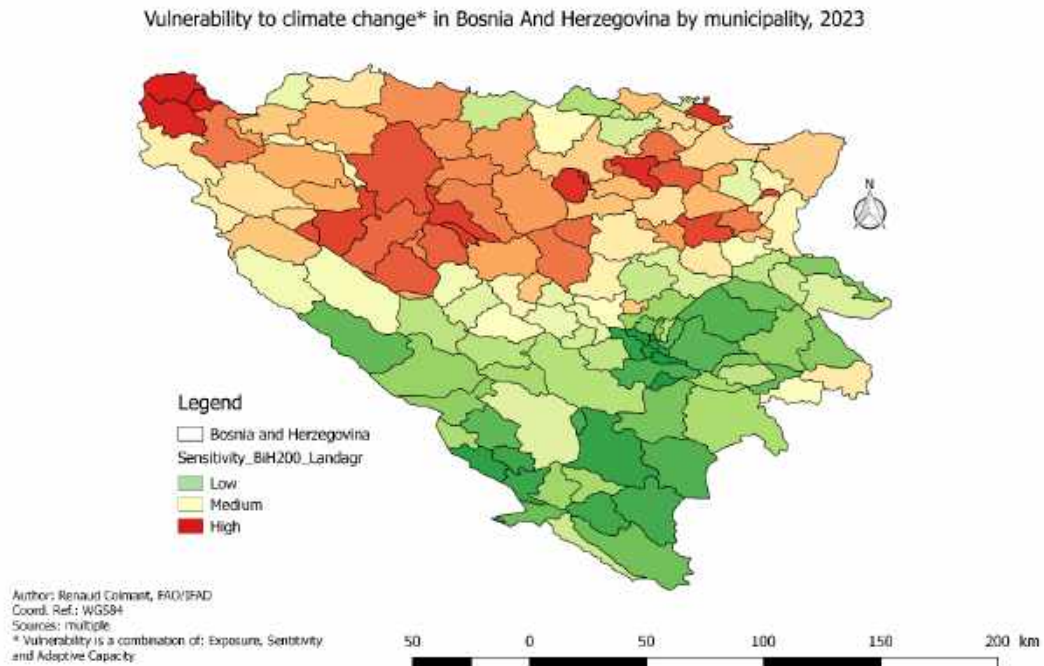 Vulnerability to climate change* in Bosnia And Herzegovina by municipality, 2023
N
Legend
Bosnia and Herzegovina
Sensitivity_BiH200_Landagr
Low
Medium
High
Author: Renaud Colmant, FAO/IFAD
Coord. Ref.: WGS84
Sources: multiple
* Vulnerability is a combination of: Exposure, Sentitivity
and Adaptive Capacity
50 0 50 100 150 200 km